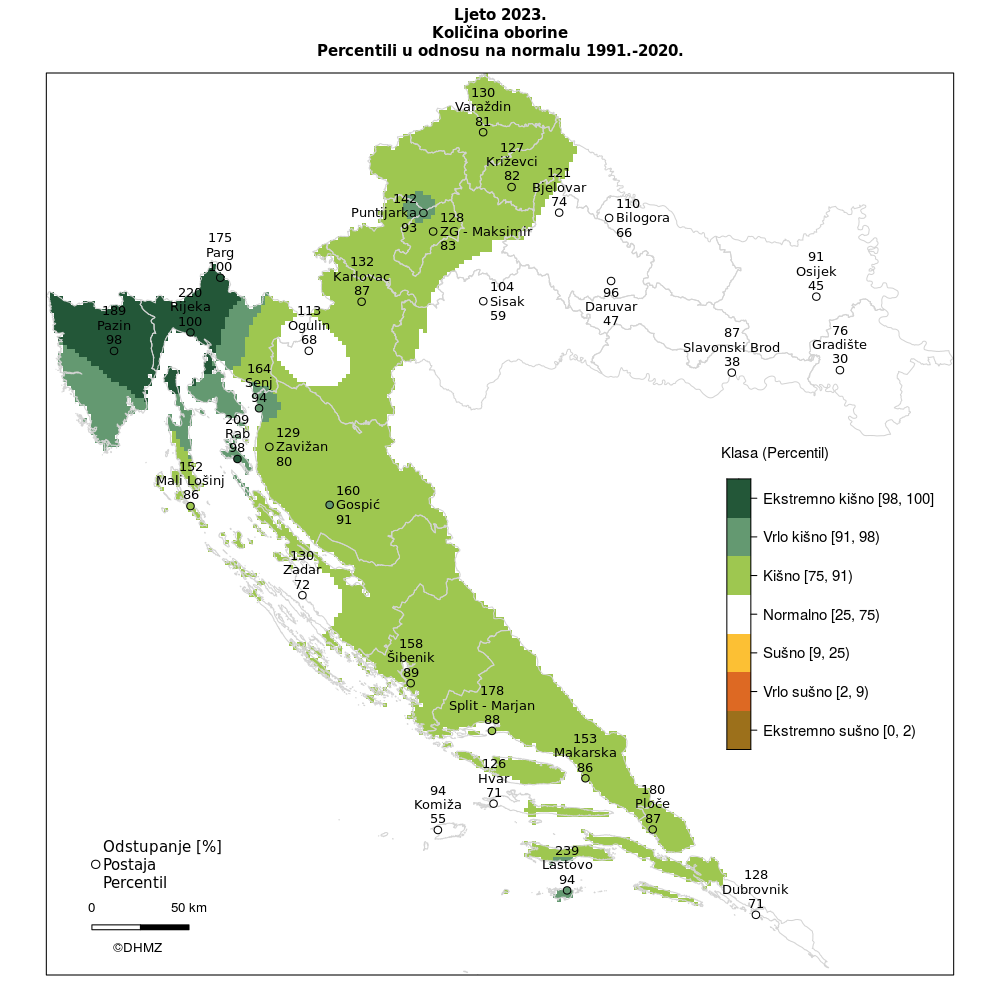 Ljeto 2023.
Količina oborine
Percentili u odnosu na normalu 1991.-2020.
130
Varaždin
81
127
Križevci
82
121
Bjelovar
74
142
Puntijarka
93
128
ZG - Maksimir
83
110
Bilogora
66
175
Parg
100
132
Karlovac
87
91
Osijek
45
220
Rijeka
100
189
Pazin
98
113
Ogulin
68
104
Sisak
59
96
Daruvar
47
87
Slavonski Brod
38
76
Gradište
30
164
Senj
94
209
Rab
98
129
Zavižan
80
152
Mali Lošinj
86
160
Gospić
91
130
Zadar
72
158
Šibenik
89
178
Split - Marjan
88
153
Makarska
86
126
Hvar
71
94
Komiža
55
180
Ploče
87
239
Lastovo
94
128
Dubrovnik
71
Klasa (Percentil)
Ekstremno kišno [98, 100]
Vrlo kišno [91, 98)
Kišno [75, 91)
Normalno [25, 75)
Sušno [9, 25)
Vrlo sušno [2, 9)
Ekstremno sušno [0, 2)
Odstupanje [%]
Postaja
Percentil
0 50 km
©DHMZ